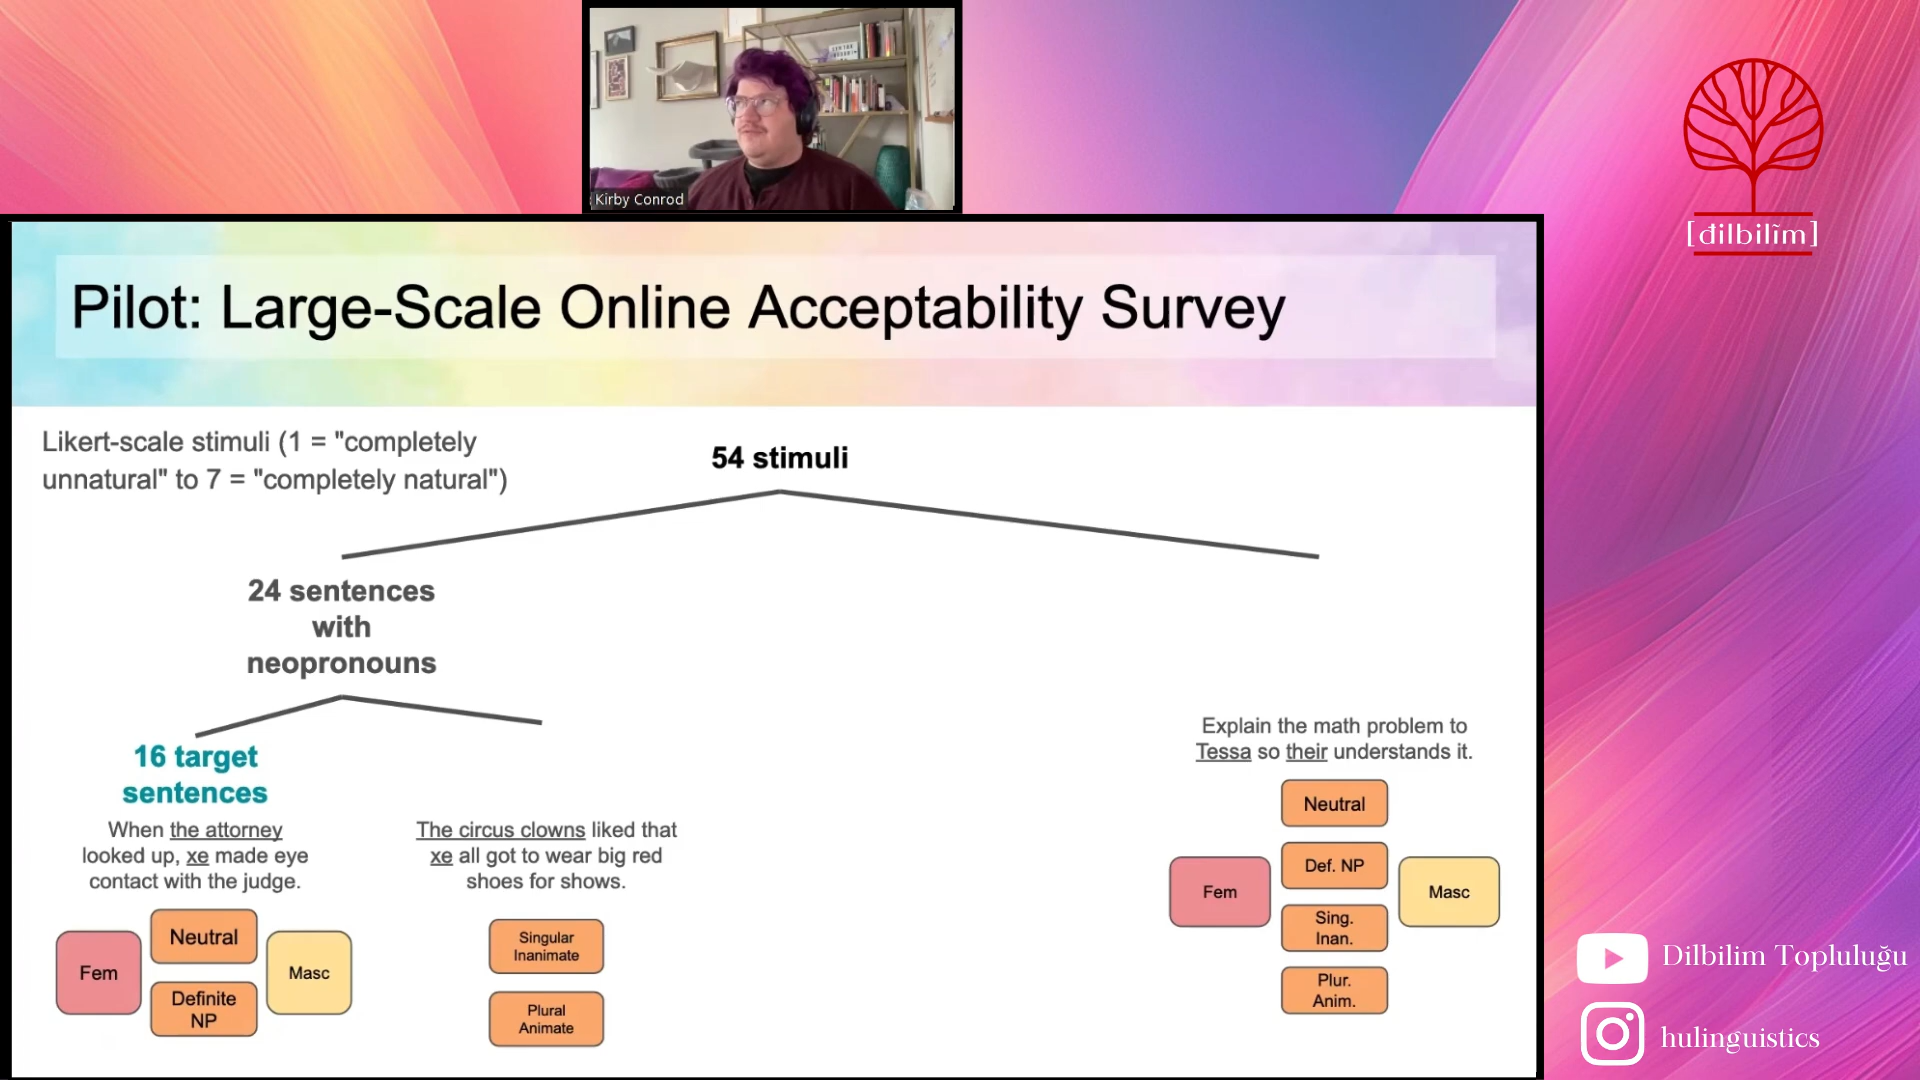 Kirby Conrod
[đilbilĩm]
Pilot: Large-Scale Online Acceptability Survey
Likert-scale stimuli (1 = "completely
unnatural" to 7 = "completely natural")
54 stimuli
24 sentences
with
neopronouns
16 target
sentences
When the attorney
looked up, xe made eye
contact with the judge.
Fem
Neutral
Definite
NP
Masc
The circus clowns liked that
xe all got to wear big red
shoes for shows.
Singular
Inanimate
Plural
Animate
Explain the math problem to
Tessa so their understands it.
Fem
Neutral
Def. NP
Sing.
Inan.
Plur.
Anim.
Masc
Dilbilim Topluluğu
hulinguistics